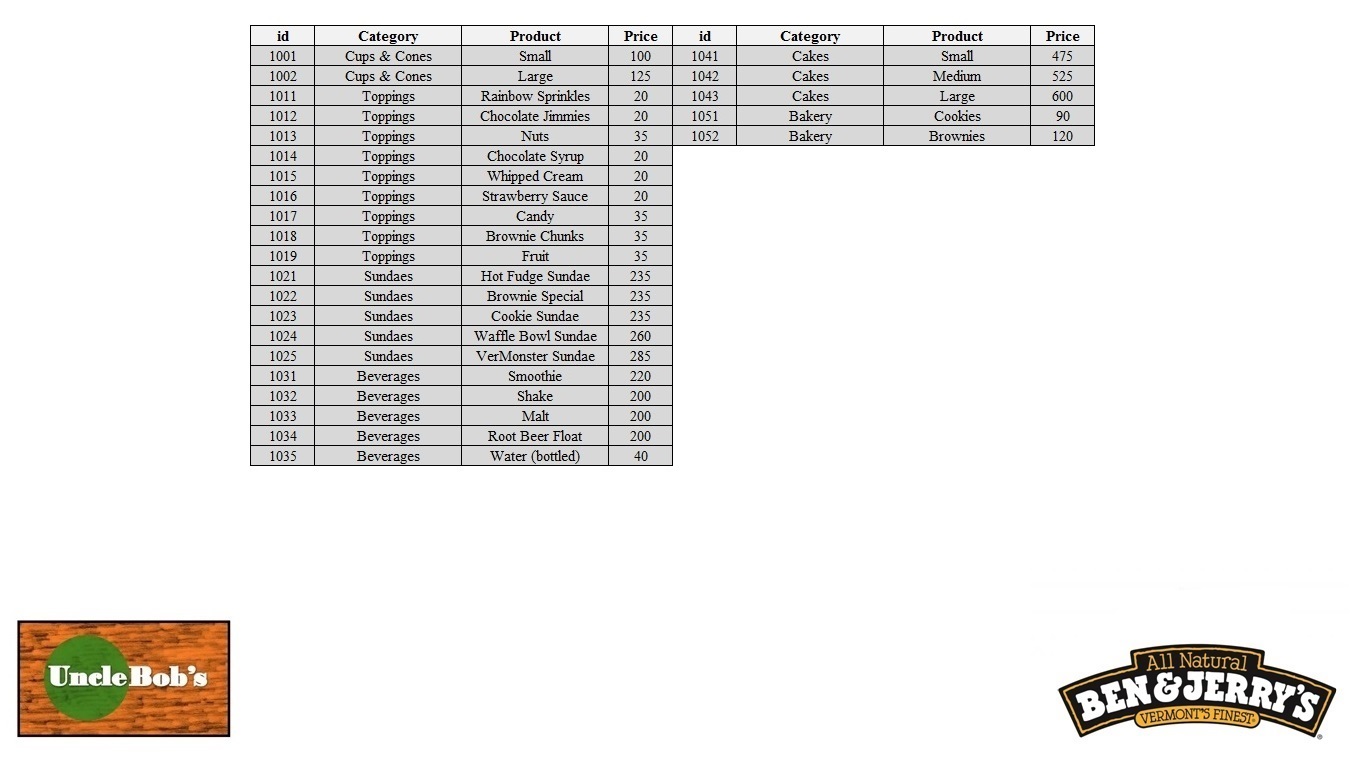 id Category Product Price id Category Product Price
1001 Cups & Cones Small 100 1041 Cakes Small 475
1002 Cups & Cones Large 125 1042 Cakes Medium 525
1011 Toppings Rainbow Sprinkles 20 1043 Cakes Large 600
1012 Toppings Chocolate Jimmies 20 1051 Bakery Cookies 90
1013 Toppings Nuts 35 1052 Bakery Brownies 120
1014 Toppings Chocolate Syrup 20
1015 Toppings Whipped Cream 20
1016 Toppings Strawberry Sauce 20
1017 Toppings Candy 35
1018 Toppings Brownie Chunks 35
1019 Toppings Fruit 35
1021 Sundaes Hot Fudge Sundae 235
1022 Sundaes Brownie Special 235
1023 Sundaes Cookie Sundae 235
1024 Sundaes Waffle Bowl Sundae 260
1025 Sundaes VerMonster Sundae 285
1031 Beverages Smoothie 220
1032 Beverages Shake 200
1033 Beverages Malt 200
1034 Beverages Root Beer Float 200
1035 Beverages Water (bottled) 40
Uncle Bob's
All Natural
BEN & JERRY'S
VERMONT'S FINEST